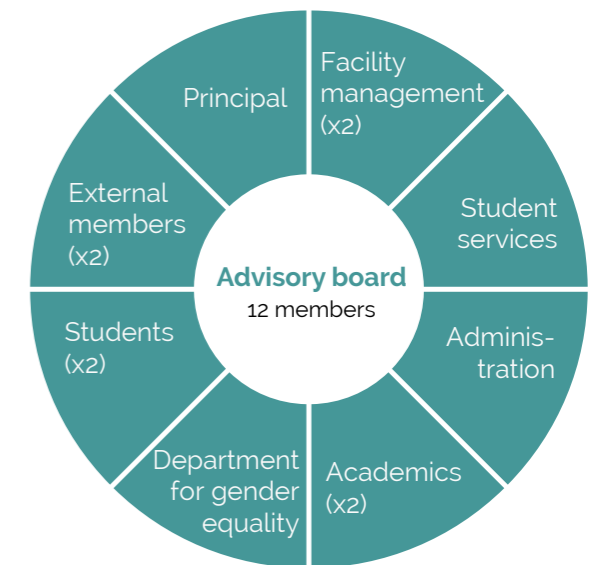 Principal
Facility
management
(x2)
Student
services
Adminis-
tration
Academics
(x2)
Department
for gender
equality
Students
(x2)
External
members
(x2)
Advisory board
12 members